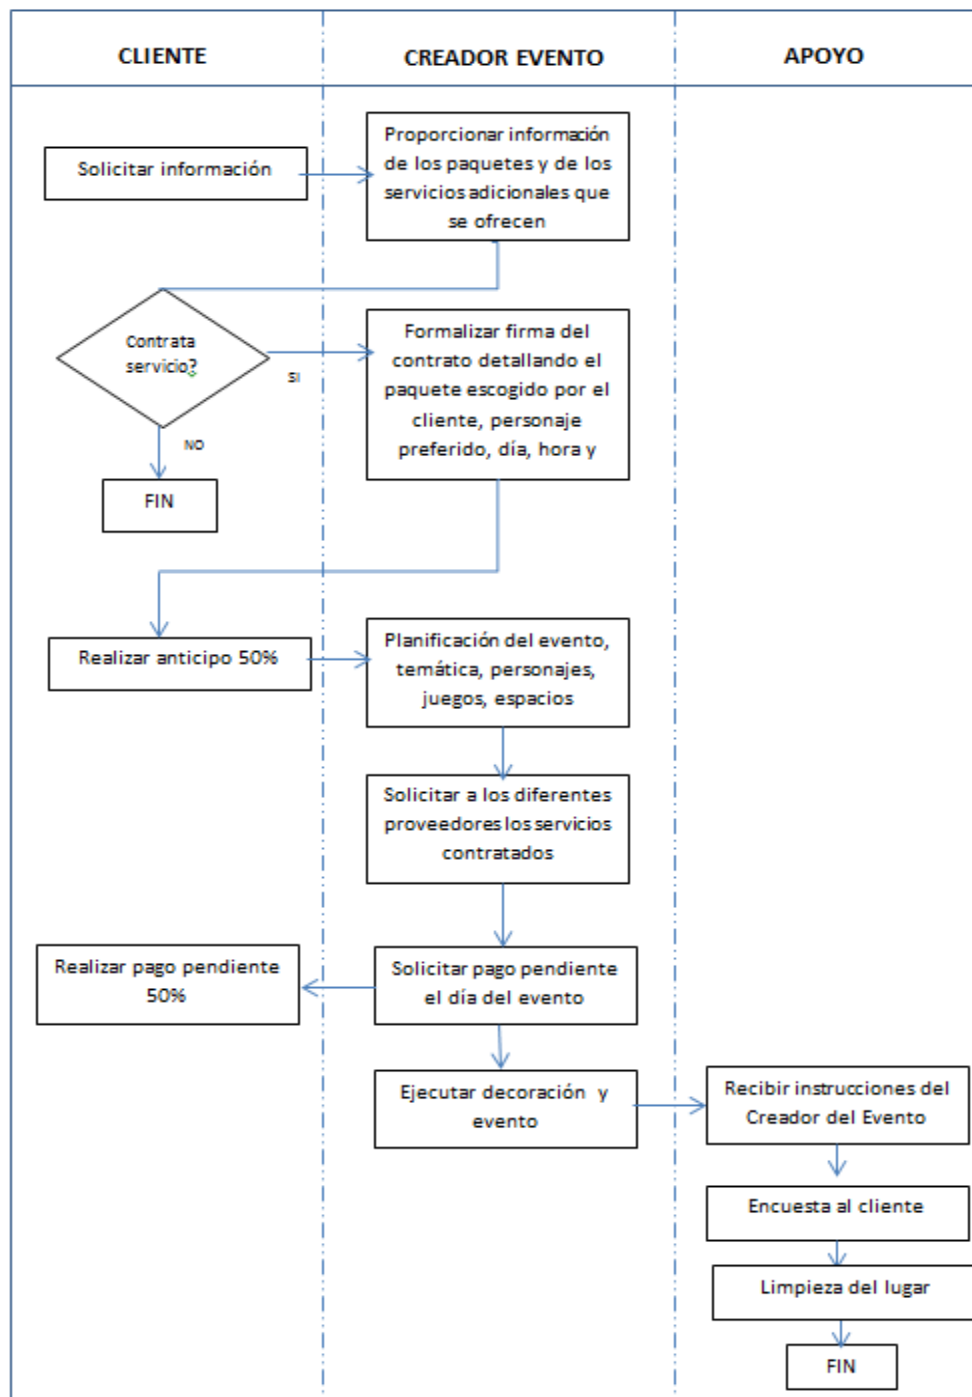 CLIENTE
CREADOR EVENTO
APOYO
Solicitar información
Proporcionar información
de los paquetes y de los
servicios adicionales que
se ofrecen
Contrata
servicio?
SI
NO
FIN
Formalizar firma del
contrato detallando el
paquete escogido por el
cliente, personaje
preferido, día, hora y
Realizar anticipo 50%
Planificación del evento,
temática, personajes,
juegos, espacios
Solicitar a los diferentes
proveedores los servicios
contratados
Solicitar pago pendiente
el día del evento
Realizar pago pendiente
50%
Ejecutar decoración y
evento
Recibir instrucciones del
Creador del Evento
Encuesta al cliente
Limpieza del lugar
FIN